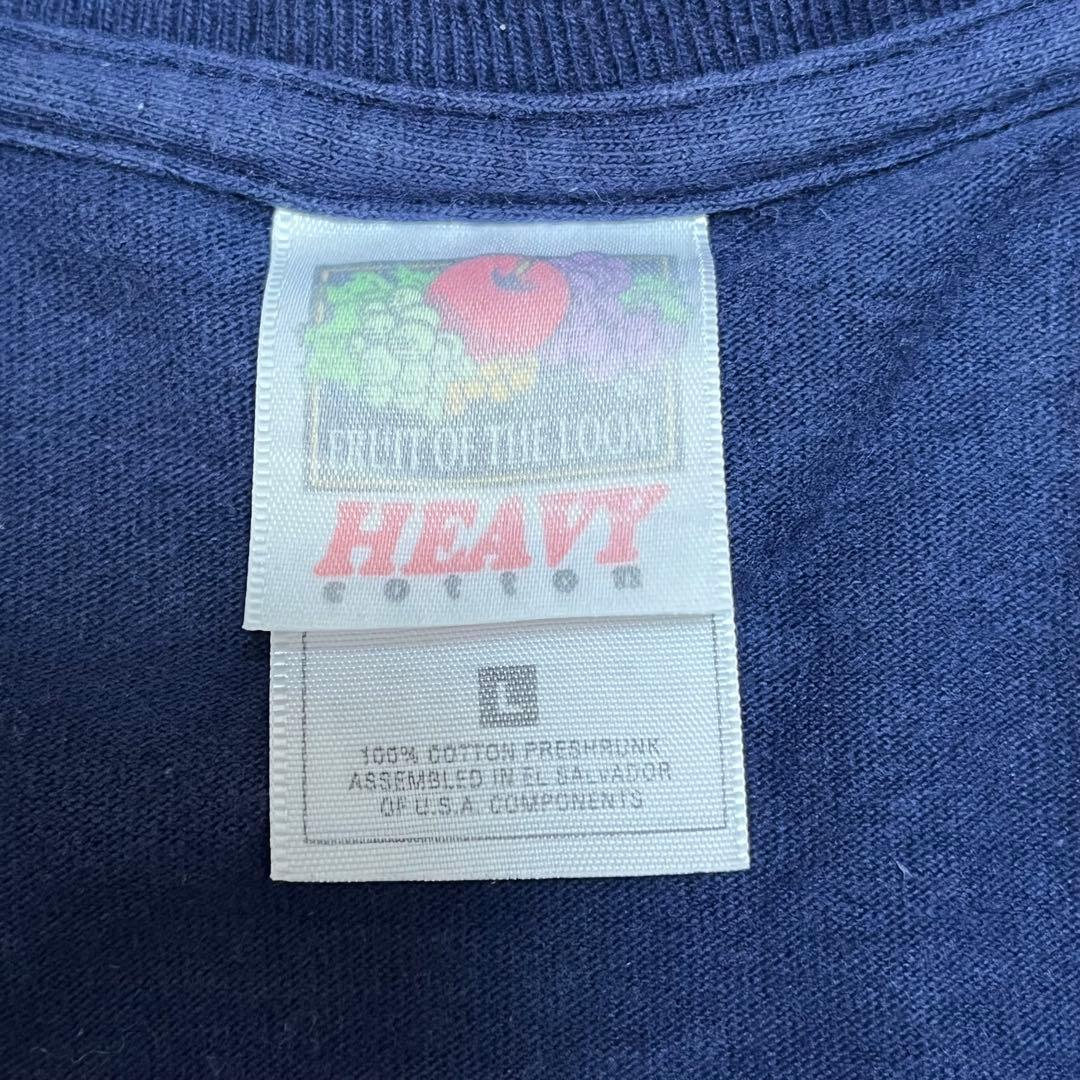 FRUIT OF THE LOOM
HEAVY
cotton
L
100% COTTON PRESHRUNK
ASSEMBLED IN EL SALVADOR
OF U.S.A. COMPONENTS